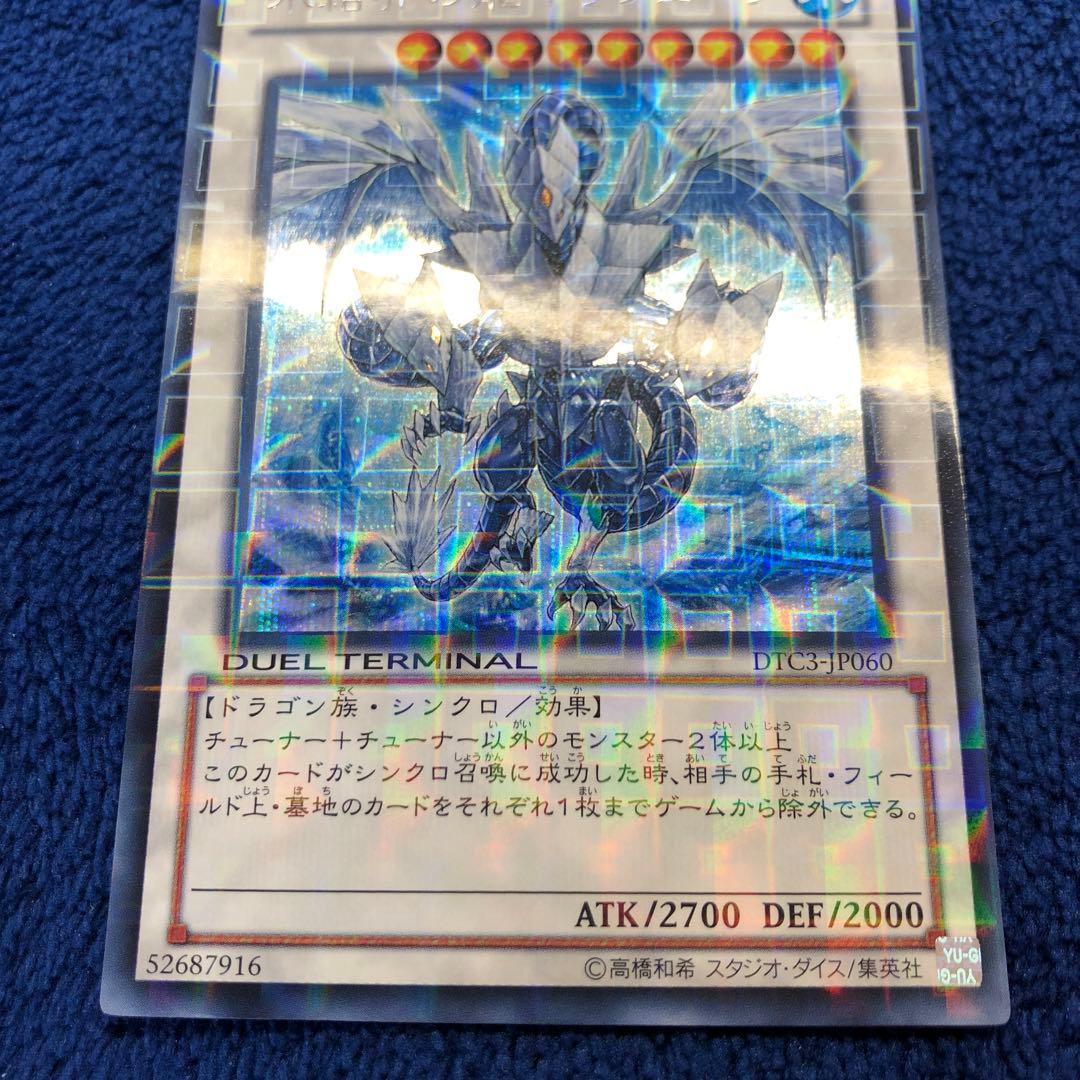 DUEL TERMINAL
DTC3-JP060
【ドラゴン族・シンクロ／効果】
チューナー＋チューナー以外のモンスター２体以上
このカードがシンクロ召喚に成功した時、相手の手札・フィー
ルド上・墓地のカードをそれぞれ１枚までゲームから除外できる。
ATK/2700 DEF/2000
52687916
©高橋和希 スタジオ・ダイス/集英社
YU-G